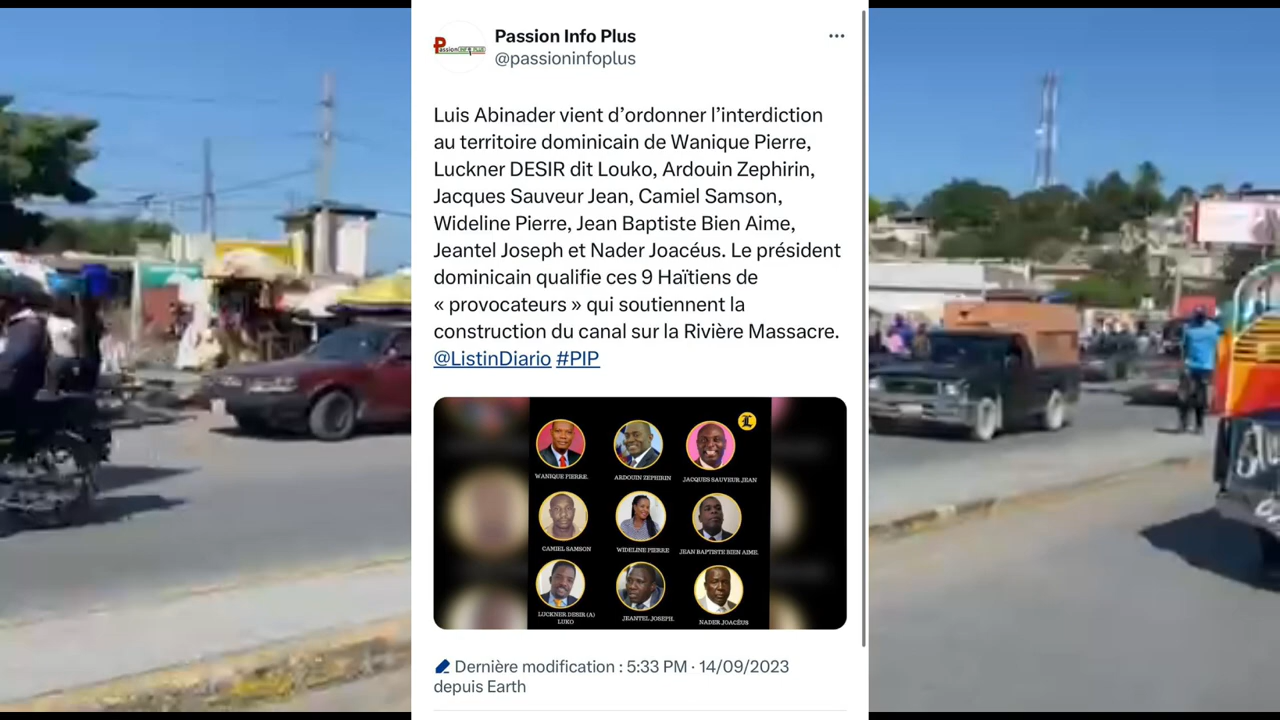 Passion Info Plus
@passioninfoplus
Luis Abinader vient d’ordonner l’interdiction
au territoire dominicain de Wanique Pierre,
Luckner DESIR dit Louko, Ardouin Zephirin,
Jacques Sauveur Jean, Camiel Samson,
Wideline Pierre, Jean Baptiste Bien Aime,
Jeantel Joseph et Nader Joacéus. Le président
dominicain qualifie ces 9 Haïtiens de
« provocateurs » qui soutiennent la
construction du canal sur la Rivière Massacre.
@ListinDiario #PIP
WANIQUE PIERRE.
ARDOUIN ZEPHIRIN
JACQUES SAUVEUR JEAN
CAMIEL SAMSON
WIDELINE PIERRE
JEAN BAPTISTE BIEN AIME.
LUCKNER DESIR (A)
LUKO
JEANTEL JOSEPH.
NADER JOACÉUS
Dernière modification : 5:33 PM · 14/09/2023
depuis Earth